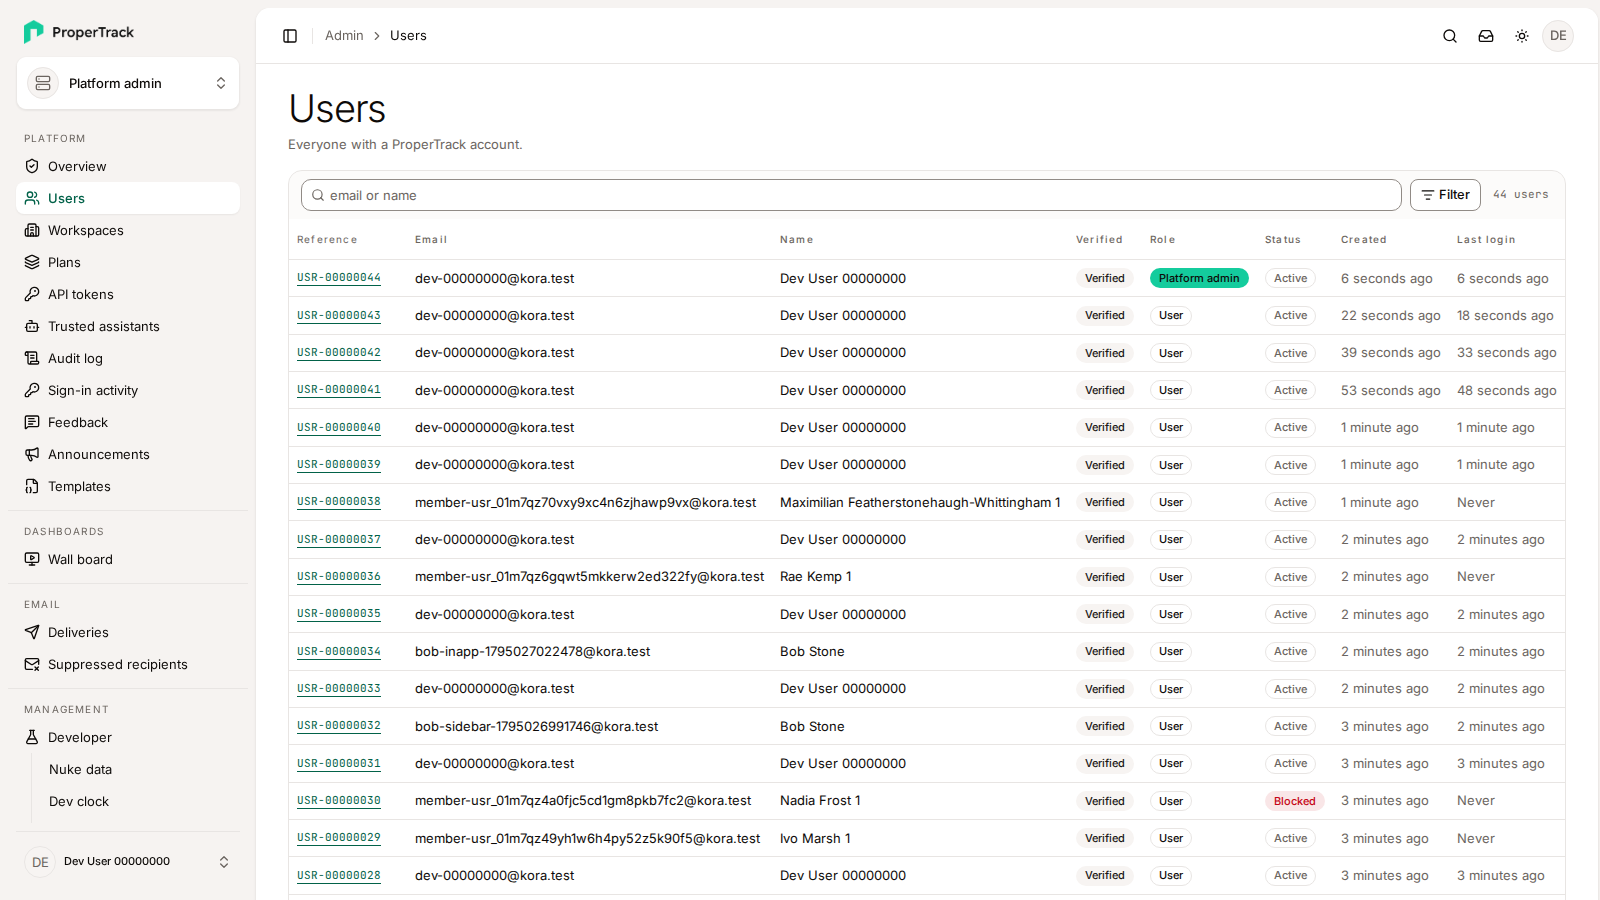 ProperTrack
Platform admin
PLATFORM
Overview
Users
Workspaces
Plans
API tokens
Trusted assistants
Audit log
Sign-in activity
Feedback
Announcements
Templates
DASHBOARDS
Wall board
EMAIL
Deliveries
Suppressed recipients
MANAGEMENT
Developer
Nuke data
Dev clock
DE Dev User 00000000
Admin > Users
DE
Users
Everyone with a ProperTrack account.
email or name
Filter
44 users
Reference Email Name Verified Role Status Created Last login
USR-00000044 dev-00000000@kora.test Dev User 00000000 Verified Platform admin Active 6 seconds ago 6 seconds ago
USR-00000043 dev-00000000@kora.test Dev User 00000000 Verified User Active 22 seconds ago 18 seconds ago
USR-00000042 dev-00000000@kora.test Dev User 00000000 Verified User Active 39 seconds ago 33 seconds ago
USR-00000041 dev-00000000@kora.test Dev User 00000000 Verified User Active 53 seconds ago 48 seconds ago
USR-00000040 dev-00000000@kora.test Dev User 00000000 Verified User Active 1 minute ago 1 minute ago
USR-00000039 dev-00000000@kora.test Dev User 00000000 Verified User Active 1 minute ago 1 minute ago
USR-00000038 member-usr_01m7qz70vxy9xc4n6zjhawp9vx@kora.test Maximilian Featherstonehaugh-Whittingham 1 Verified User Active 1 minute ago Never
USR-00000037 dev-00000000@kora.test Dev User 00000000 Verified User Active 2 minutes ago 2 minutes ago
USR-00000036 member-usr_01m7qz6gqwt5mkkerw2ed322fy@kora.test Rae Kemp 1 Verified User Active 2 minutes ago Never
USR-00000035 dev-00000000@kora.test Dev User 00000000 Verified User Active 2 minutes ago 2 minutes ago
USR-00000034 bob-inapp-1795027022478@kora.test Bob Stone Verified User Active 2 minutes ago 2 minutes ago
USR-00000033 dev-00000000@kora.test Dev User 00000000 Verified User Active 2 minutes ago 2 minutes ago
USR-00000032 bob-sidebar-1795026991746@kora.test Bob Stone Verified User Active 3 minutes ago 2 minutes ago
USR-00000031 dev-00000000@kora.test Dev User 00000000 Verified User Active 3 minutes ago 3 minutes ago
USR-00000030 member-usr_01m7qz4a0fjc5cd1gm8pkb7fc2@kora.test Nadia Frost 1 Verified User Blocked 3 minutes ago Never
USR-00000029 member-usr_01m7qz49yh1w6h4py52z5k90f5@kora.test Ivo Marsh 1 Verified User Active 3 minutes ago Never
USR-00000028 dev-00000000@kora.test Dev User 00000000 Verified User Active 3 minutes ago 3 minutes ago